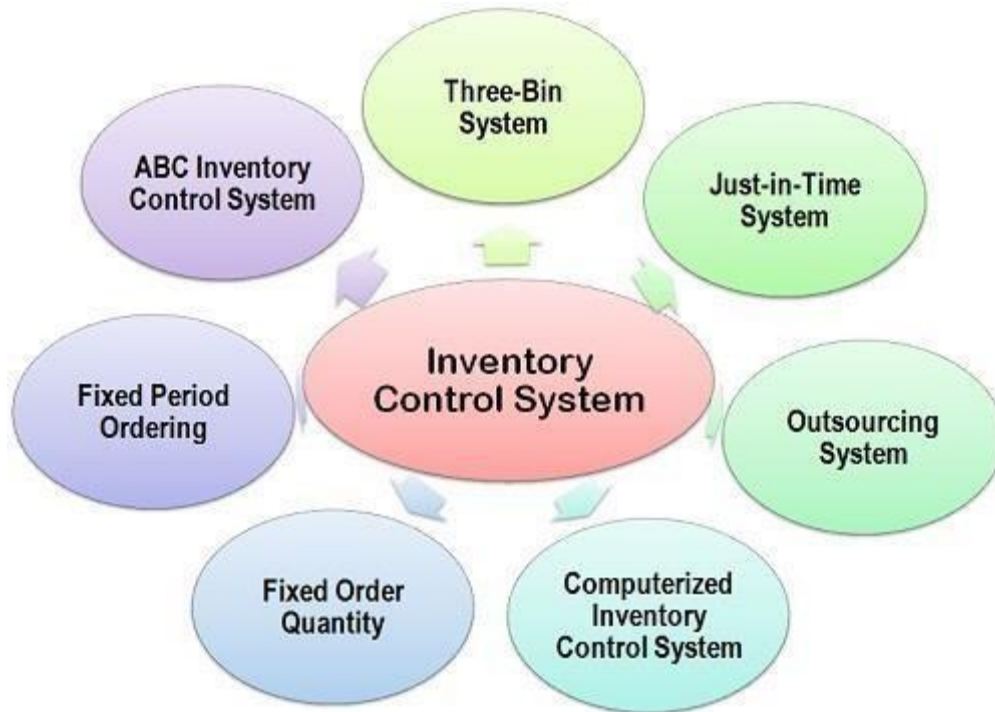 Three-Bin
System
ABC Inventory
Control System
Just-in-Time
System
Inventory
Control System
Fixed Period
Ordering
Outsourcing
System
Fixed Order
Quantity
Computerized
Inventory
Control System